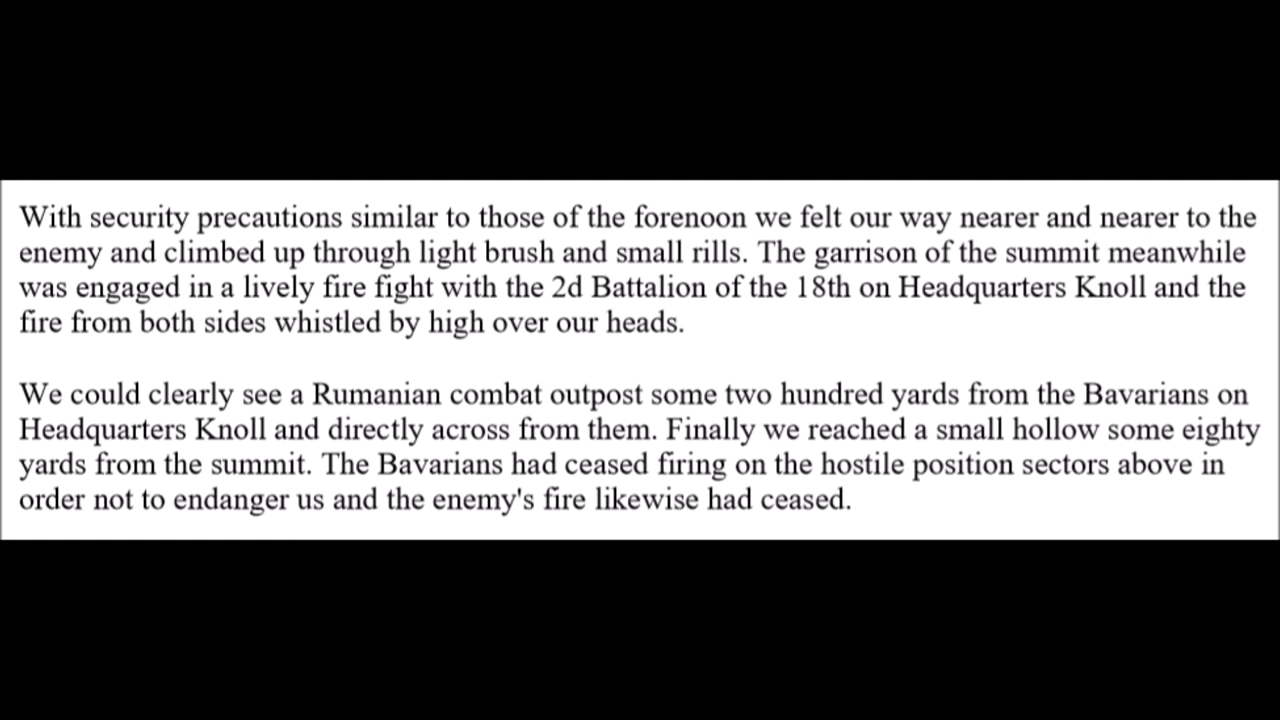 With security precautions similar to those of the forenoon we felt our way nearer and nearer to the
enemy and climbed up through light brush and small rills. The garrison of the summit meanwhile
was engaged in a lively fire fight with the 2d Battalion of the 18th on Headquarters Knoll and the
fire from both sides whistled by high over our heads.
We could clearly see a Rumanian combat outpost some two hundred yards from the Bavarians on
Headquarters Knoll and directly across from them. Finally we reached a small hollow some eighty
yards from the summit. The Bavarians had ceased firing on the hostile position sectors above in
order not to endanger us and the enemy's fire likewise had ceased.